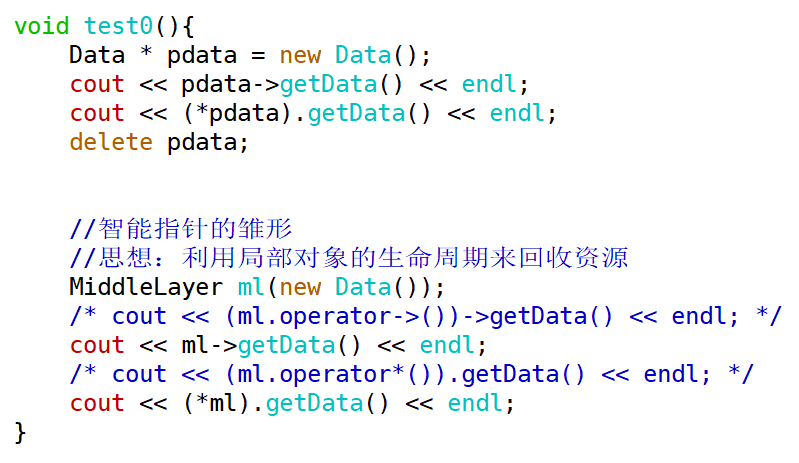 void test0(){
    Data * pdata = new Data();
    cout << pdata->getData() << endl;
    cout << (*pdata).getData() << endl;
    delete pdata;
    //智能指针的雏形
    //思想：利用局部对象的生命周期来回收资源
    MiddleLayer ml(new Data());
    /* cout << (ml.operator->())->getData() << endl; */
    cout << ml->getData() << endl;
    /* cout << (ml.operator*()).getData() << endl; */
    cout << (*ml).getData() << endl;
}